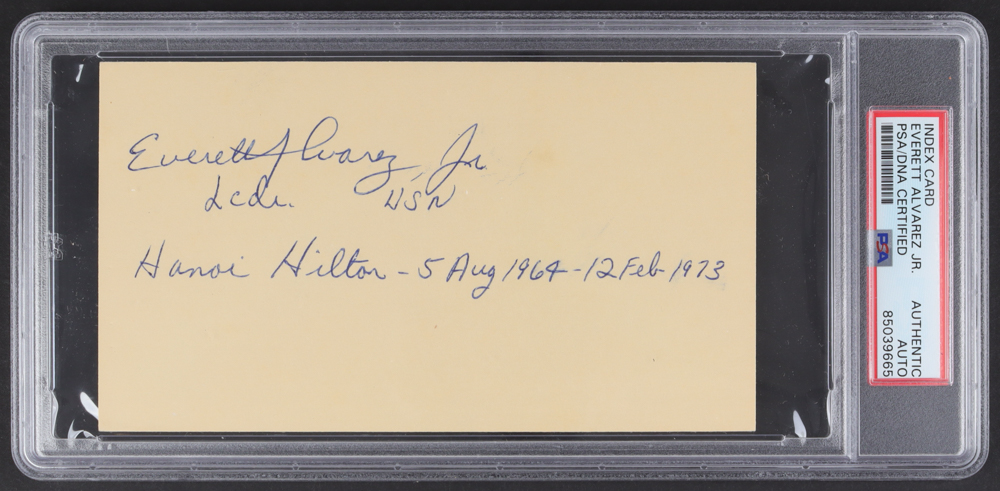 Everett Alvarez, Jr
Lcdr. USN
Hanoi Hilton - 5 Aug 1964 - 12 Feb 1973
INDEX CARD
EVERETT ALVAREZ JR.
PSA/DNA CERTIFIED
AUTHENTIC
AUTO
85039665
PSA